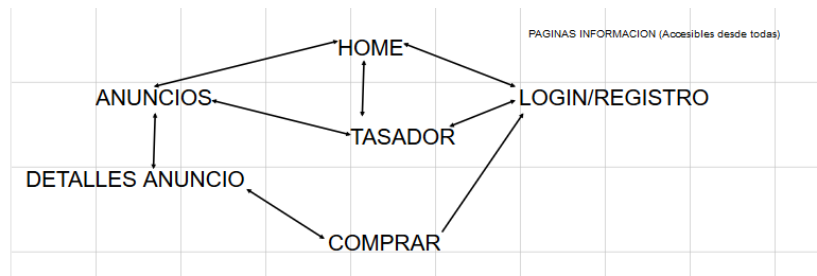 PAGINAS INFORMACION (Accesibles desde todas)
HOME
ANUNCIOS
LOGIN/REGISTRO
TASADOR
DETALLES ANUNCIO
COMPRAR